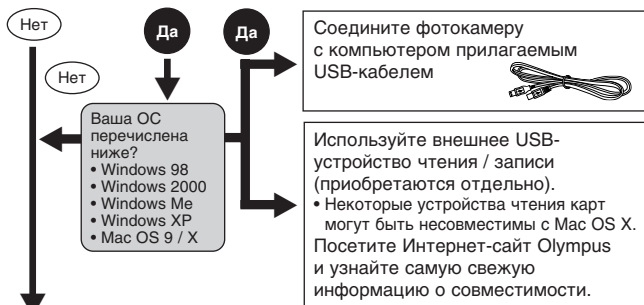 Нет
Да
Да
Нет
Соедините фотокамеру
с компьютером прилагаемым
USB-кабелем
Ваша ОС
перечислена
ниже?
• Windows 98
• Windows 2000
• Windows Me
• Windows XP
• Mac OS 9 / X
Используйте внешнее USB-
устройство чтения / записи
(приобретаются отдельно).
• Некоторые устройства чтения карт
могут быть несовместимы с Mac OS X.
Посетите Интернет-сайт Olympus
и узнайте самую свежую
информацию о совместимости.